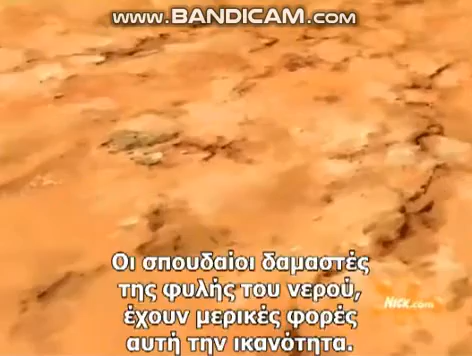 www.BANDICAM.com
Οι σπουδαίοι δαμαστές
της φυλής του νερού,
έχουν μερικές φορές
αυτή την ικανότητα.
NICK.com